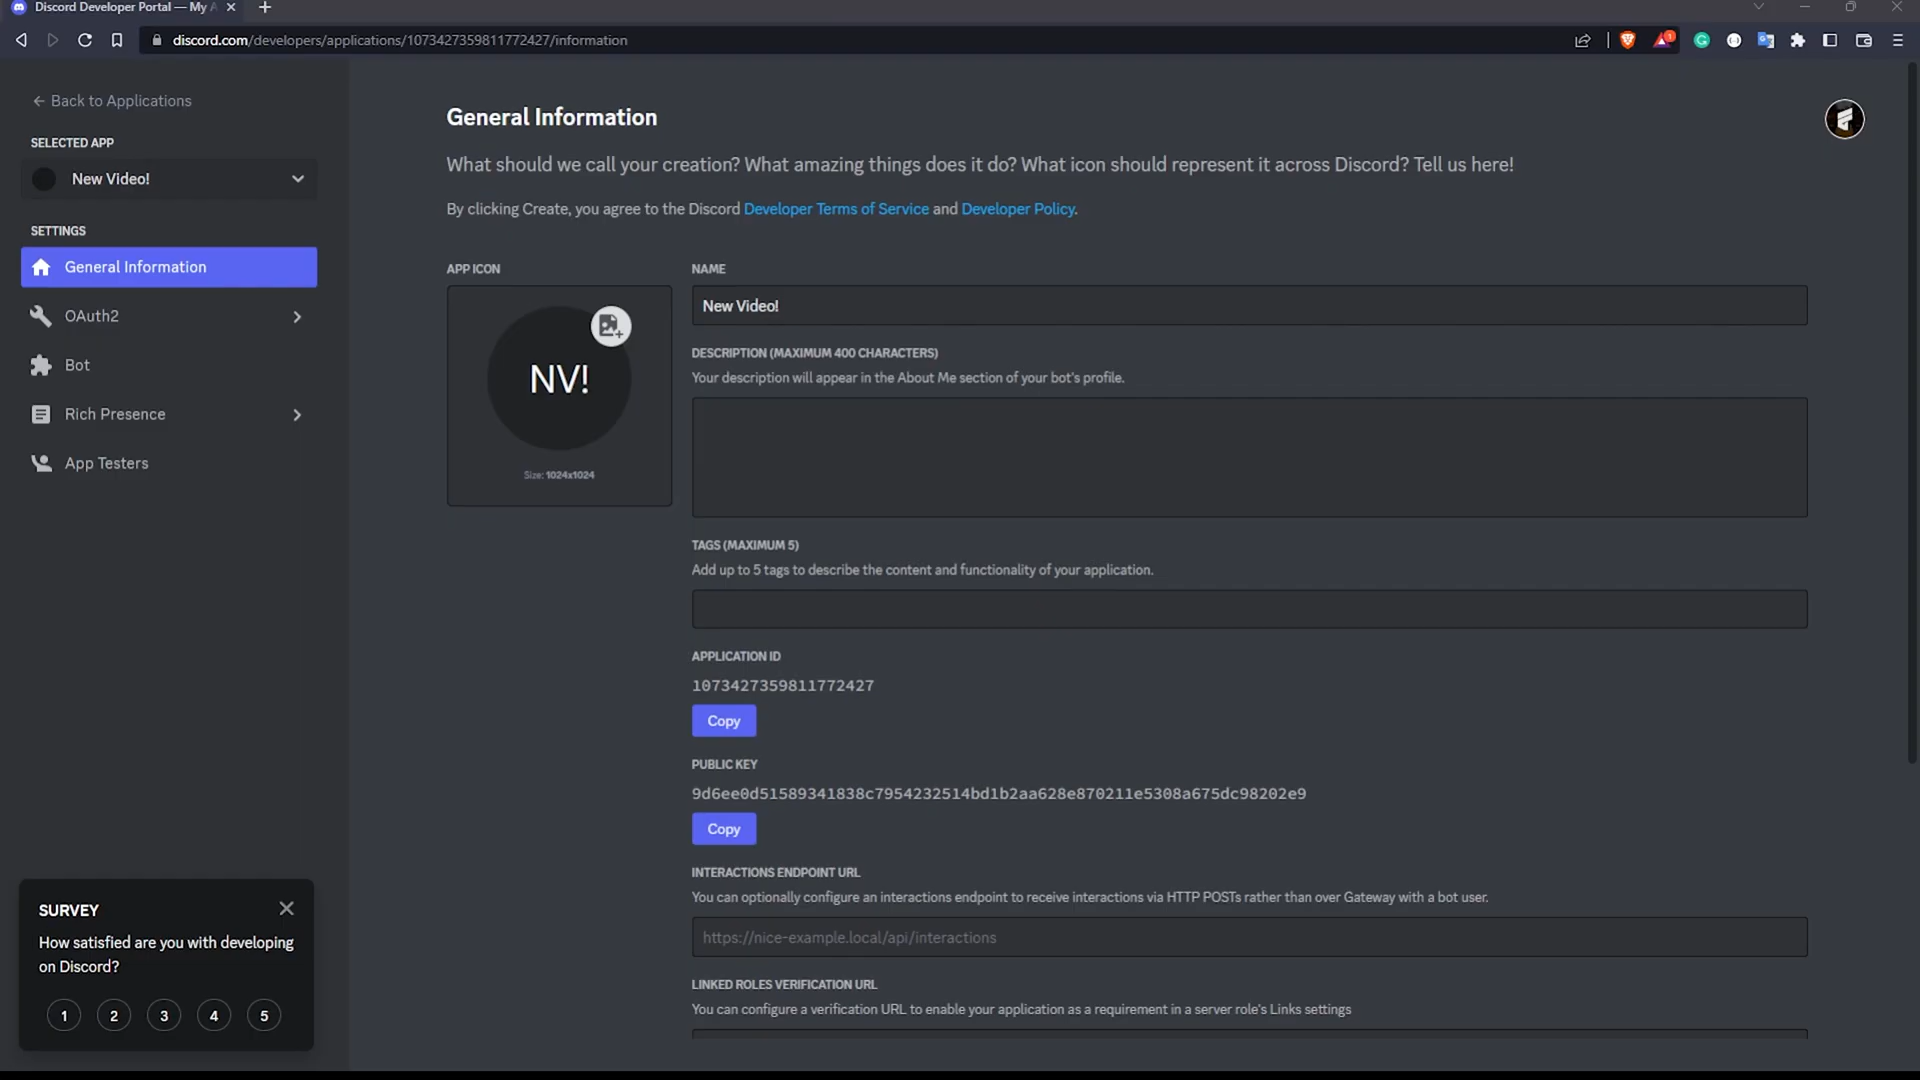 Discord Developer Portal — My A
discord.com/developers/applications/1073427359811772427/information
1
G
Back to Applications
SELECTED APP
New Video!
SETTINGS
General Information
OAuth2
Bot
Rich Presence
App Testers
General Information
What should we call your creation? What amazing things does it do? What icon should represent it across Discord? Tell us here!
By clicking Create, you agree to the Discord Developer Terms of Service and Developer Policy.
APP ICON
NV!
Size: 1024x1024
NAME
New Video!
DESCRIPTION (MAXIMUM 400 CHARACTERS)
Your description will appear in the About Me section of your bot's profile.
TAGS (MAXIMUM 5)
Add up to 5 tags to describe the content and functionality of your application.
APPLICATION ID
1073427359811772427
Copy
PUBLIC KEY
9d6ee0d51589341838c7954232514bd1b2aa628e870211e5308a675dc98202e9
Copy
INTERACTIONS ENDPOINT URL
You can optionally configure an interactions endpoint to receive interactions via HTTP POSTs rather than over Gateway with a bot user.
https://nice-example.local/api/interactions
LINKED ROLES VERIFICATION URL
You can configure a verification URL to enable your application as a requirement in a server role's Links settings
SURVEY
How satisfied are you with developing
on Discord?
1 2 3 4 5